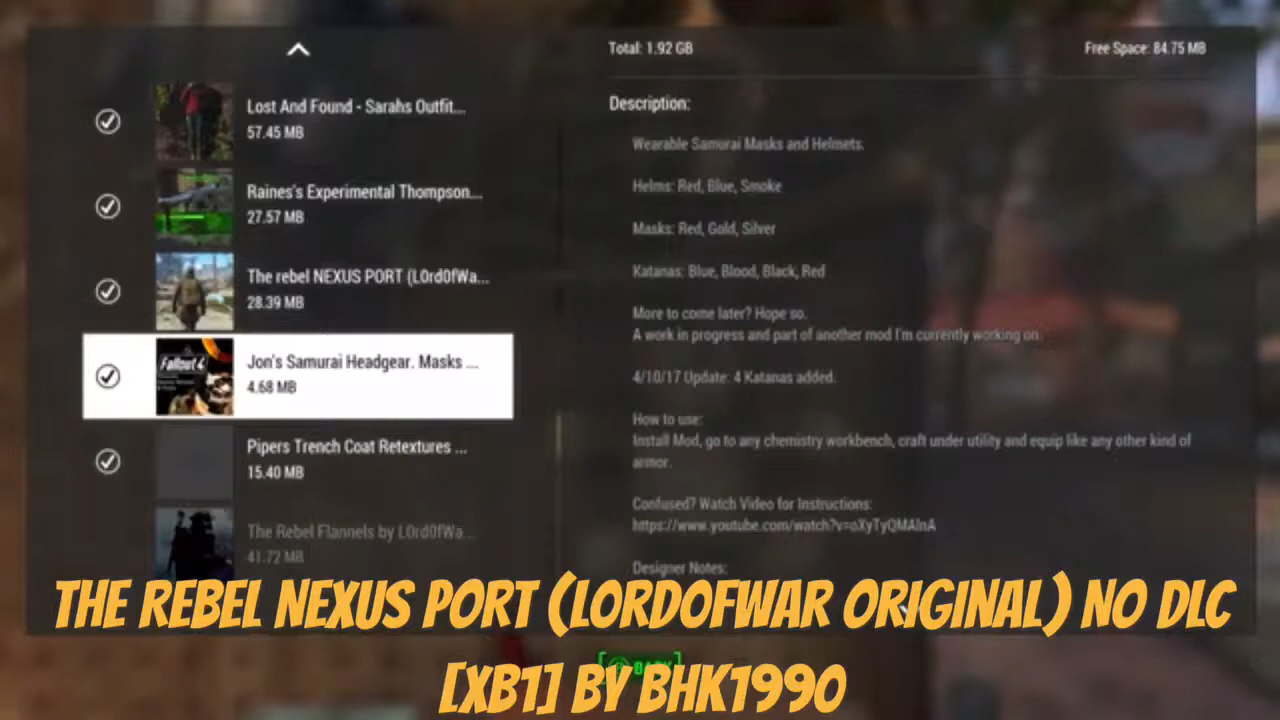 Total: 1.92 GB
Free Space: 84.75 MB
Lost And Found - Sarahs Outfit...
57.45 MB
Raines's Experimental Thompson...
27.57 MB
The rebel NEXUS PORT (L0rd0fWa...
28.39 MB
Fallout 4
Jon's Samurai Headgear. Masks ...
4.68 MB
Pipers Trench Coat Retextures ...
15.40 MB
The Rebel Flannels by L0rd0fWa...
41.72 MB
Description:
Wearable Samurai Masks and Helmets.
Helms: Red, Blue, Smoke
Masks: Red, Gold, Silver
Katanas: Blue, Blood, Black, Red
More to come later? Hope so.
A work in progress and part of another mod I'm currently working on.
4/10/17 Update: 4 Katanas added.
How to use:
Install Mod, go to any chemistry workbench, craft under utility and equip like any other kind of
armor.
Confused? Watch Video for Instructions:
https://www.youtube.com/watch?v=oXyTyQMAlnA
Designer Notes:
THE REBEL NEXUS PORT (LORDOFWAR ORIGINAL) NO DLC
[XB1] BY BHK1990